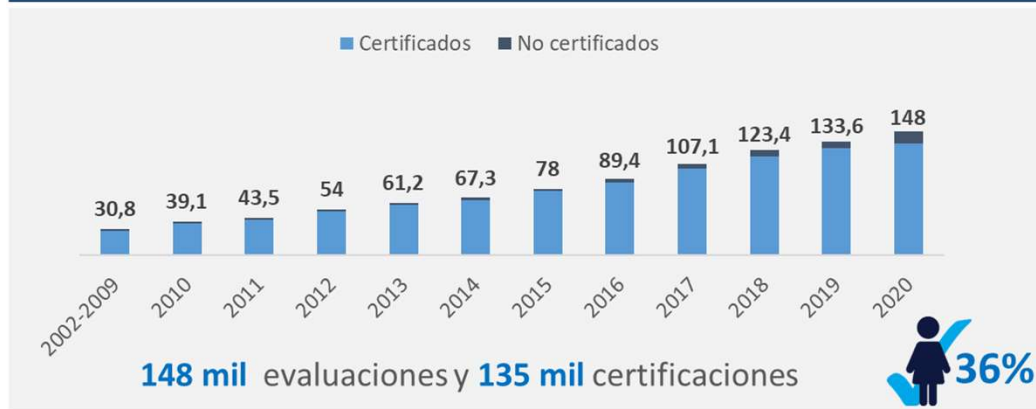 Certificados No certificados
30,8 39,1 43,5 54 61,2 67,3 78 89,4 107,1 123,4 133,6 148
2002-2009 2010 2011 2012 2013 2014 2015 2016 2017 2018 2019 2020
148 mil evaluaciones y 135 mil certificaciones
36%